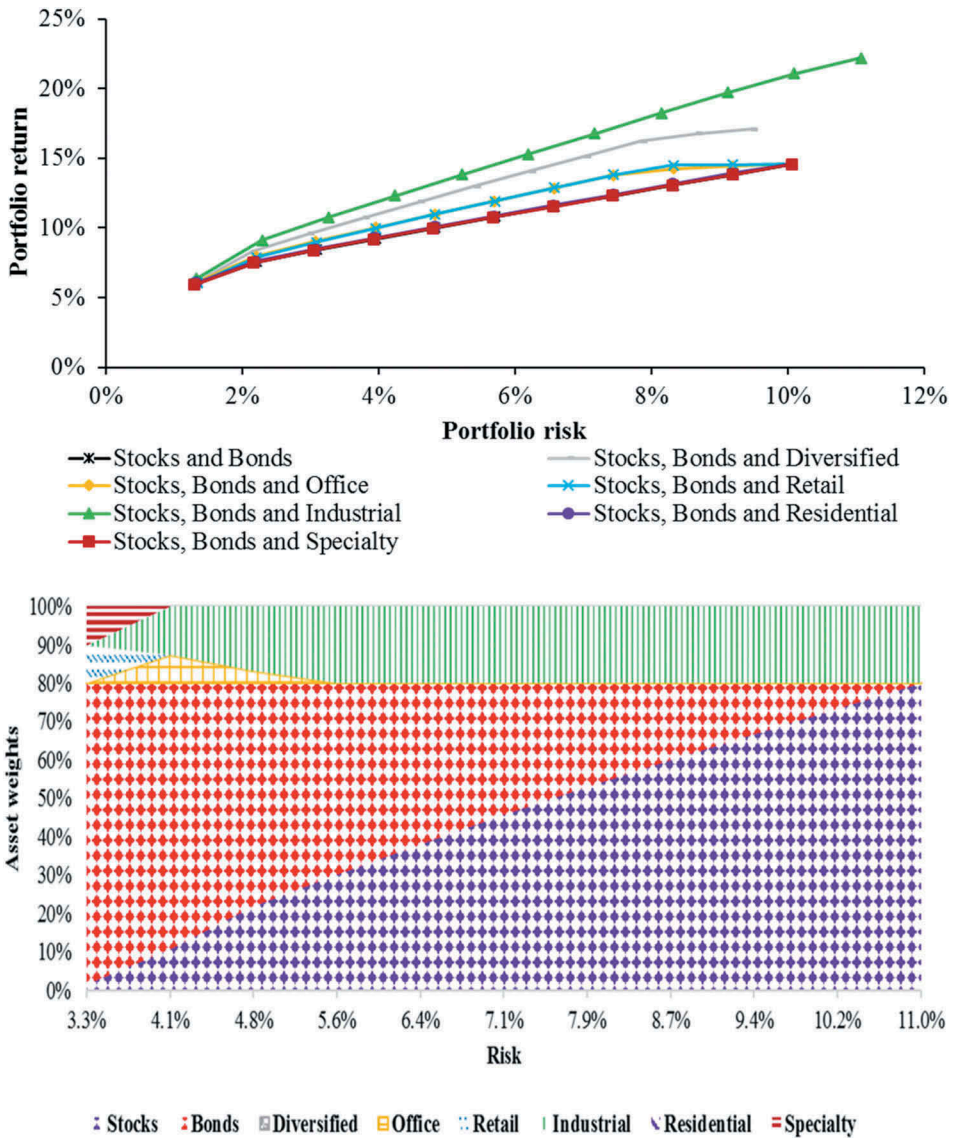 25%
20%
15%
10%
5%
0%
Portfolio return
0% 2% 4% 6% 8% 10% 12%
Portfolio risk
Stocks and Bonds
Stocks, Bonds and Diversified
Stocks, Bonds and Office
Stocks, Bonds and Retail
Stocks, Bonds and Industrial
Stocks, Bonds and Residential
Stocks, Bonds and Specialty
100%
90%
80%
70%
60%
50%
40%
30%
20%
10%
0%
Asset weights
3.3% 4.1% 4.8% 5.6% 6.4% 7.1% 7.9% 8.7% 9.4% 10.2% 11.0%
Risk
Stocks Bonds Diversified Office Retail Industrial Residential Specialty